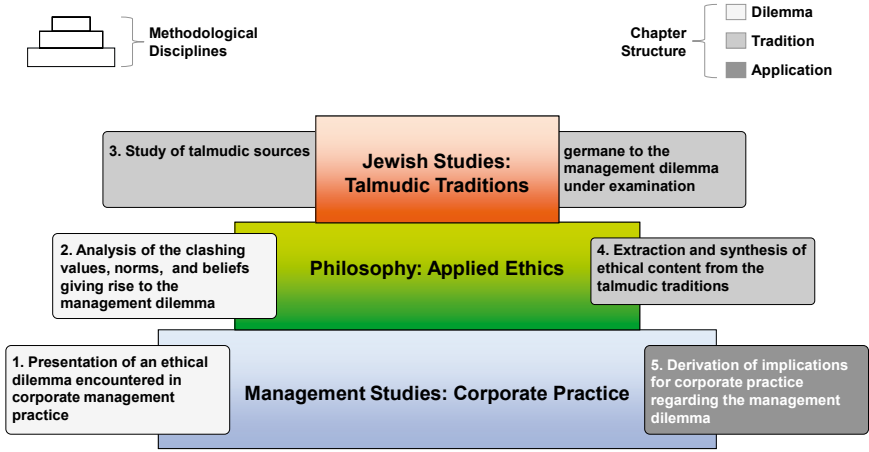 Methodological
Disciplines
Chapter
Structure
Dilemma
Tradition
Application
3. Study of talmudic sources
Jewish Studies:
Talmudic Traditions
germane to the
management dilemma
under examination
2. Analysis of the clashing
values, norms, and beliefs
giving rise to the
management dilemma
Philosophy: Applied Ethics
4. Extraction and synthesis of
ethical content from the
talmudic traditions
1. Presentation of an ethical
dilemma encountered in
corporate management
practice
Management Studies: Corporate Practice
5. Derivation of implications
for corporate practice
regarding the management
dilemma